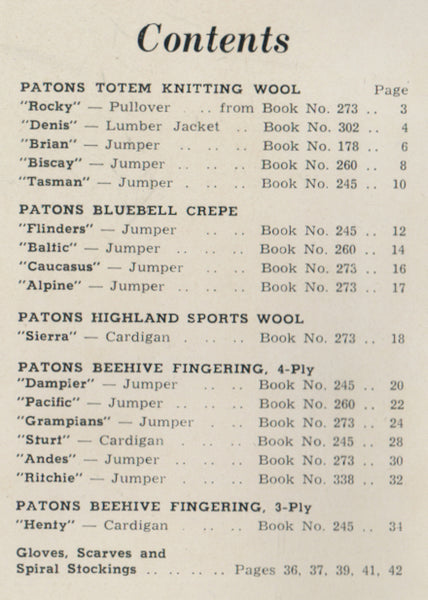 Contents
PATONS TOTEM KNITTING WOOL Page
"Rocky" — Pullover . .. from Book No. 273 .. 3
"Denis" — Lumber Jacket .. Book No. 302 .. 4
"Brian" — Jumper .. .. .. Book No. 178 .. 6
"Biscay" — Jumper .. .. .. Book No. 260 .. 8
"Tasman" — Jumper . .. .. Book No. 245 .. 10
PATONS BLUEBELL CREPE
"Flinders" — Jumper .. .. Book No. 245 .. 12
"Baltic" — Jumper .. .. .. Book No. 260 .. 14
"Caucasus" — Jumper .. .. Book No. 273 .. 16
"Alpine" — Jumper .. .. .. Book No. 273 .. 17
PATONS HIGHLAND SPORTS WOOL
"Sierra" — Cardigan . .. .. Book No. 273 .. 18
PATONS BEEHIVE FINGERING, 4-Ply
"Dampier" — Jumper .. .. Book No. 245 .. 20
"Pacific" — Jumper .. .. .. Book No. 260 .. 22
"Grampians" — Jumper . .. Book No. 273 .. 24
"Sturt" — Cardigan . .. .. Book No. 245 .. 28
"Andes" — Jumper .. .. .. Book No. 273 .. 30
"Ritchie" — Jumper . .. .. Book No. 338 .. 32
PATONS BEEHIVE FINGERING, 3-Ply
"Henty" — Cardigan . .. .. Book No. 245 .. 34
Gloves, Scarves and
Spiral Stockings .. .. .. .. Pages 36, 37, 39, 41, 42